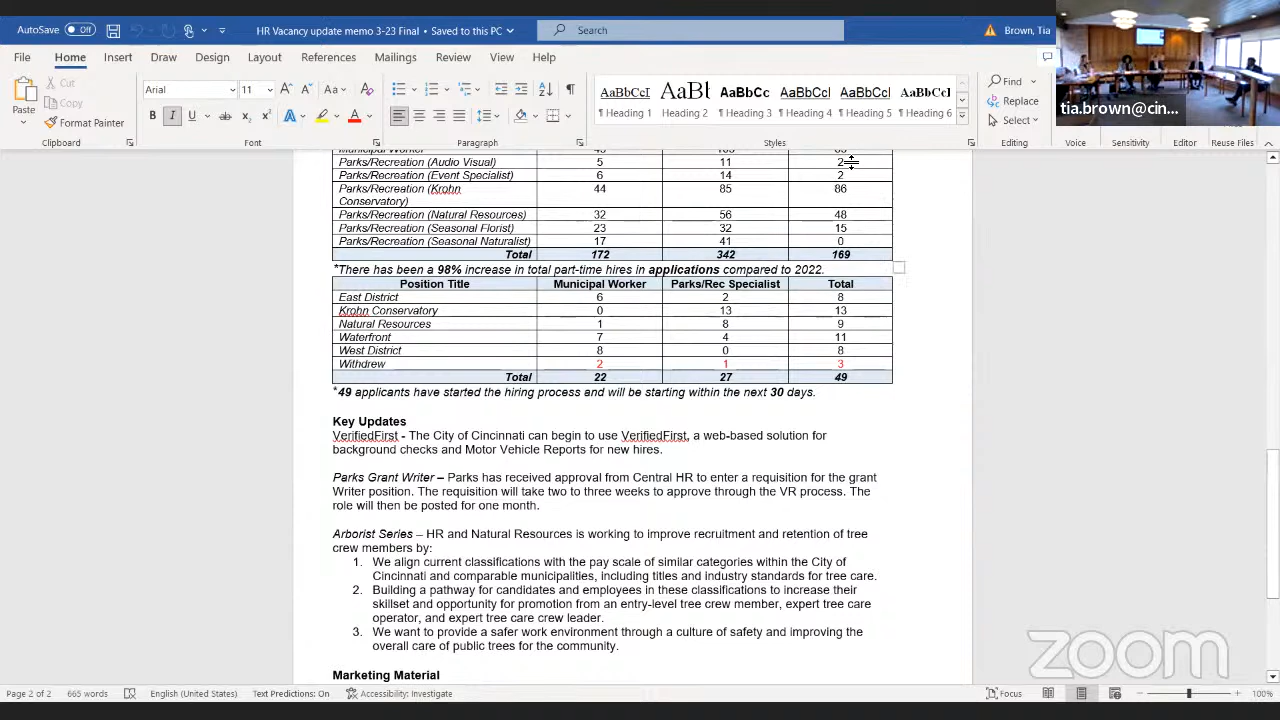 AutoSave Off HR Vacancy update memo 3-23 Final • Saved to this PC Search Brown, Tia
File Home Insert Draw Design Layout References Mailings Review View Help
Paste Cut Copy Format Painter Arial 11 AaBbCcI AaBl AaBbCc AaBbCcl AaBbCcI AaBbCcl Find Replace Select
¶ Heading 1 ¶ Heading 2 ¶ Heading 3 ¶ Heading 4 ¶ Heading 5 ¶ Heading 6
tia.brown@cin...
Clipboard Font Paragraph Styles Editing Voice Sensitivity Editor Reuse Files
Municipal Worker
Parks/Recreation (Audio Visual) 5 11 2
Parks/Recreation (Event Specialist) 6 14 2
Parks/Recreation (Krohn 44 85 86
Conservatory)
Parks/Recreation (Natural Resources) 32 56 48
Parks/Recreation (Seasonal Florist) 23 32 15
Parks/Recreation (Seasonal Naturalist) 17 41 0
Total 172 342 169
*There has been a 98% increase in total part-time hires in applications compared to 2022.
Position Title Municipal Worker Parks/Rec Specialist Total
East District 6 2 8
Krohn Conservatory 0 13 13
Natural Resources 1 8 9
Waterfront 7 4 11
West District 8 0 8
Withdrew 2 1 3
Total 22 27 49
*49 applicants have started the hiring process and will be starting within the next 30 days.
Key Updates
VerifiedFirst - The City of Cincinnati can begin to use VerifiedFirst, a web-based solution for
background checks and Motor Vehicle Reports for new hires.
Parks Grant Writer – Parks has received approval from Central HR to enter a requisition for the grant
Writer position. The requisition will take two to three weeks to approve through the VR process. The
role will then be posted for one month.
Arborist Series – HR and Natural Resources is working to improve recruitment and retention of tree
crew members by:
1. We align current classifications with the pay scale of similar categories within the City of
Cincinnati and comparable municipalities, including titles and industry standards for tree care.
2. Building a pathway for candidates and employees in these classifications to increase their
skillset and opportunity for promotion from an entry-level tree crew member, expert tree care
operator, and expert tree care crew leader.
3. We want to provide a safer work environment through a culture of safety and improving the
overall care of public trees for the community.
Marketing Material
zoom
Page 2 of 2 665 words English (United States) Text Predictions: On Accessibility: Investigate Focus 100%